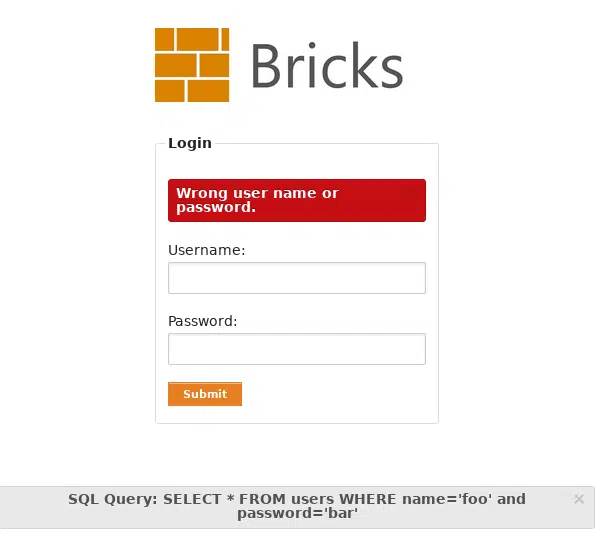 Bricks
Login
Wrong user name or
password.
Username:
Password:
Submit
SQL Query: SELECT * FROM users WHERE name='foo' and
×
password='bar'